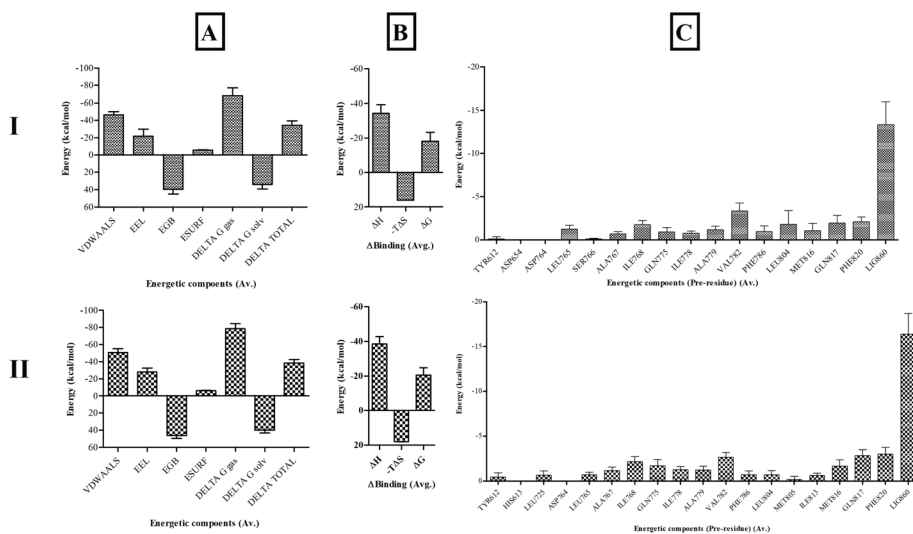 A
B
C
I
Energy (kcal/mol)
-100
-80
-60
-40
-20
0
20
40
60
VDWAALS
EEL
EGB
ESURF
DELTA G gas
DELTA G solv
DELTA TOTAL
Energetic compoents (Av.)
Energy (kcal/mol)
-60
-40
-20
0
20
ΔH
-TΔS
ΔG
ΔBinding (Avg.)
Energy (kcal/mol)
-20
-15
-10
-5
0
TYR612
ASP654
ASP764
LEU765
SER766
ALA767
ILE768
GLN775
ILE778
ALA779
VAL782
PHE786
LEU804
MET816
GLN817
PHE820
LIG860
Energetic compoents (Pre-residue) (Av.)
II
Energy (kcal/mol)
-100
-80
-60
-40
-20
0
20
40
60
VDWAALS
EEL
EGB
ESURF
DELTA G gas
DELTA G solv
DELTA TOTAL
Energetic compoents (Av.)
Energy (kcal/mol)
-60
-40
-20
0
20
ΔH
-TΔS
ΔG
ΔBinding (Avg.)
Energy (kcal/mol)
-20
-15
-10
-5
0
TYR612
HIS613
LEU725
ASP764
LEU765
ALA767
ILE768
GLN775
ILE778
ALA779
VAL782
PHE786
LEU804
MET805
ILE813
MET816
GLN817
PHE820
LIG860
Energetic compoents (Pre-residue) (Av.)